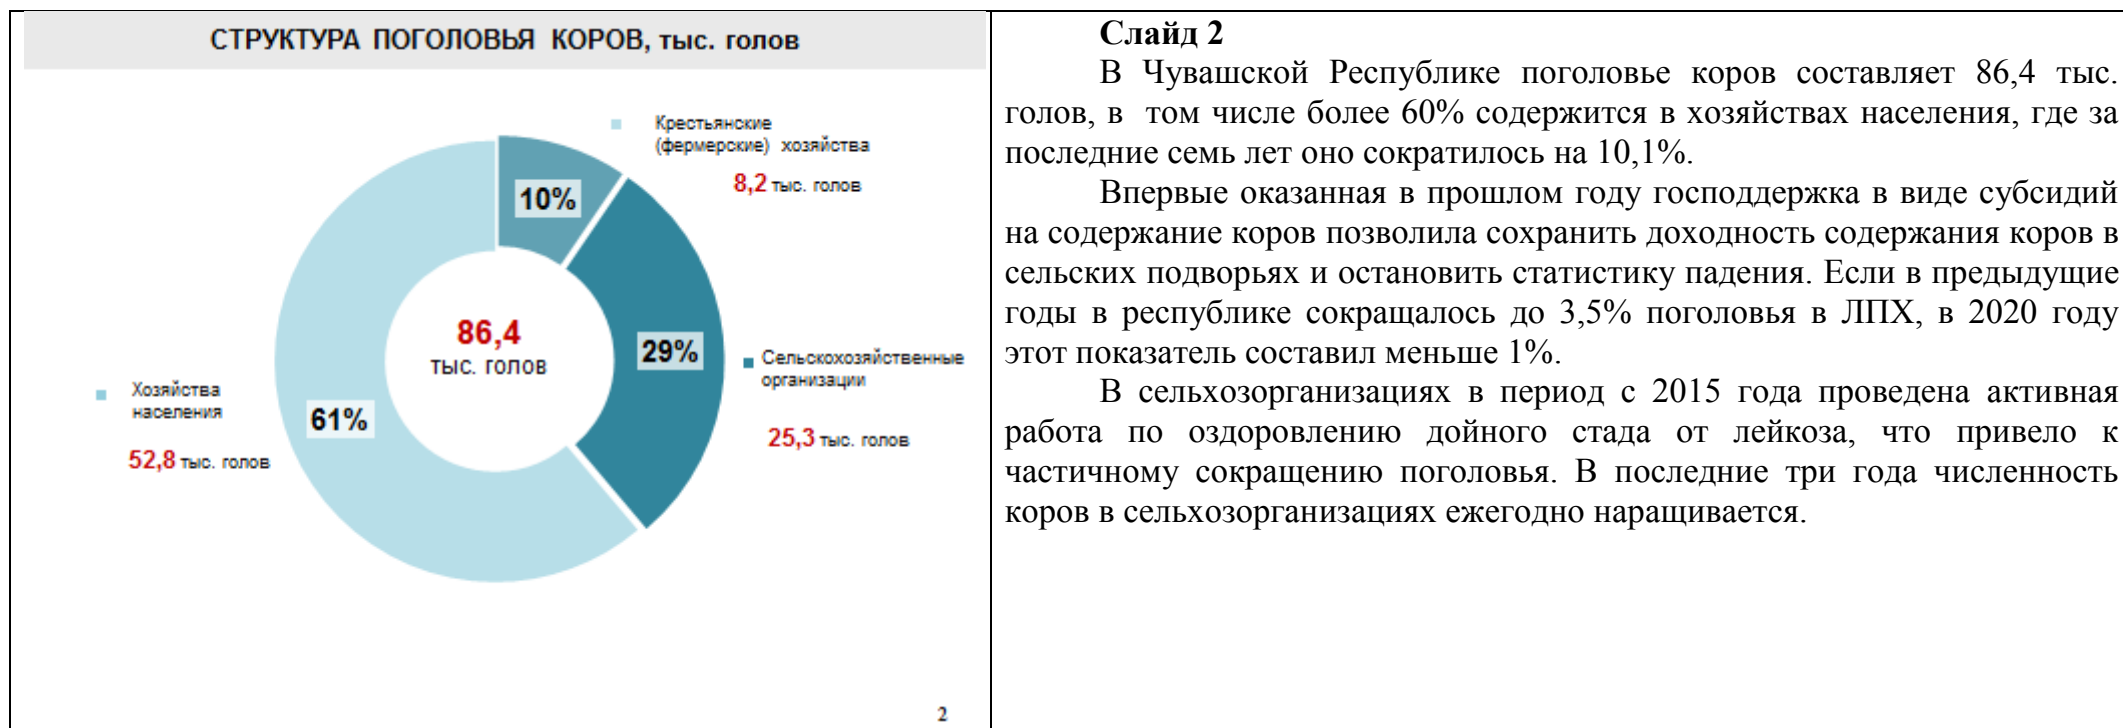 СТРУКТУРА ПОГОЛОВЬЯ КОРОВ, тыс. голов
Крестьянские
(фермерские) хозяйства
8,2 тыс. голов
10%
86,4
тыс. голов
29%
Сельскохозяйственные
организации
25,3 тыс. голов
Хозяйства
населения
52,8 тыс. голов
61%
2
Слайд 2
В Чувашской Республике поголовье коров составляет 86,4 тыс.
голов, в том числе более 60% содержится в хозяйствах населения, где за
последние семь лет оно сократилось на 10,1%.
Впервые оказанная в прошлом году господдержка в виде субсидий
на содержание коров позволила сохранить доходность содержания коров в
сельских подворьях и остановить статистику падения. Если в предыдущие
годы в республике сокращалось до 3,5% поголовья в ЛПХ, в 2020 году
этот показатель составил меньше 1%.
В сельхозорганизациях в период с 2015 года проведена активная
работа по оздоровлению дойного стада от лейкоза, что привело к
частичному сокращению поголовья. В последние три года численность
коров в сельхозорганизациях ежегодно наращивается.